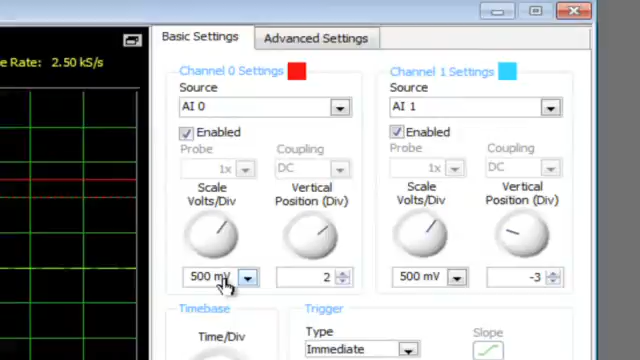 Basic Settings
Advanced Settings
e Rate: 2.50 kS/s
Channel 0 Settings
Channel 1 Settings
Source
Source
AI 0
AI 1
Enabled
Enabled
Probe
Coupling
Probe
Coupling
1x
DC
1x
DC
Scale
Volts/Div
Vertical
Position (Div)
Scale
Volts/Div
Vertical
Position (Div)
500 mV
2
500 mV
-3
Timebase
Trigger
Time/Div
Type
Slope
Immediate